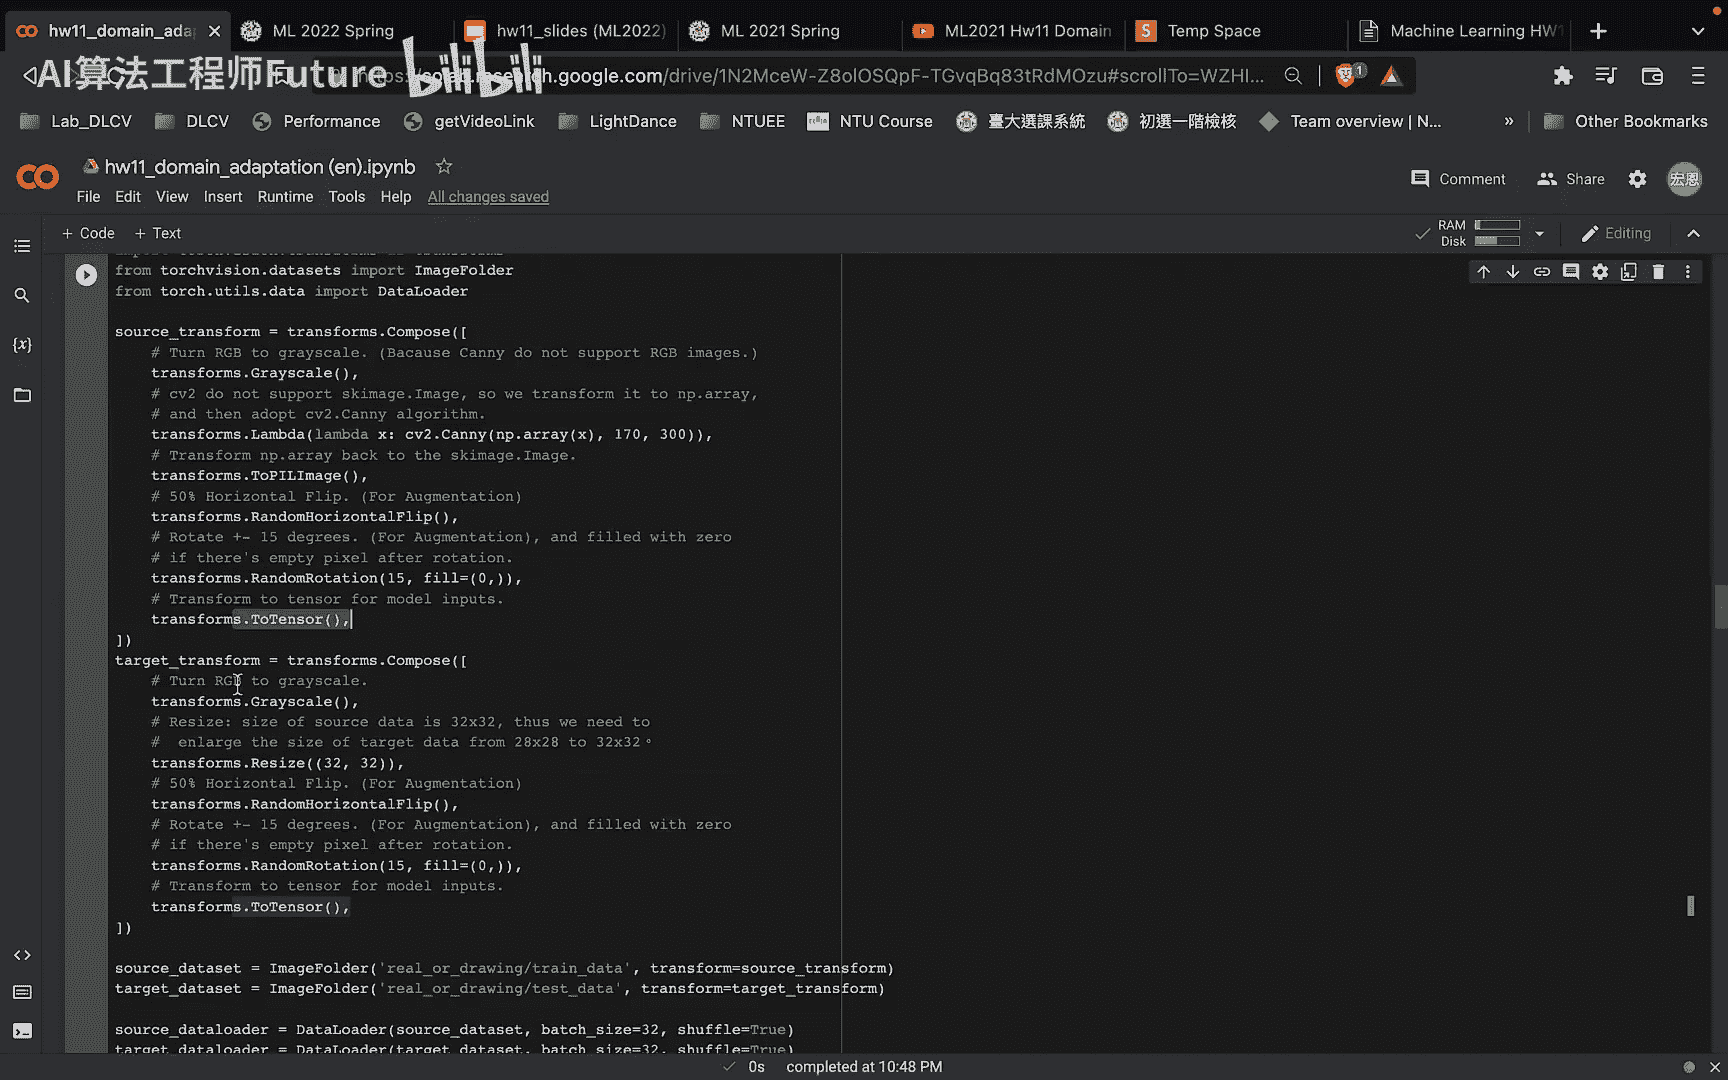 hw11_domain_ada
ML 2022 Spring
hw11_slides (ML2022)
ML 2021 Spring
ML2021 Hw11 Domain
Temp Space
Machine Learning HW1
AI算法工程师Future bilibili
.google.com/drive/1N2MceW-Z8olOSQpF-TGvqBq83tRdMOzu#scrollTo=WZHI...
1
Lab_DLCV
DLCV
Performance
getVideoLink
LightDance
NTUEE
NTU Course
臺大選課系統
初選一階檢核
Team overview | N...
»
Other Bookmarks
hw11_domain_adaptation (en).ipynb
Comment
Share
宏恩
File Edit View Insert Runtime Tools Help All changes saved
+ Code + Text
RAM
Disk
Editing
from torchvision.datasets import ImageFolder
from torch.utils.data import DataLoader
source_transform = transforms.Compose([
# Turn RGB to grayscale. (Bacause Canny do not support RGB images.)
transforms.Grayscale(),
# cv2 do not support skimage.Image, so we transform it to np.array,
# and then adopt cv2.Canny algorithm.
transforms.Lambda(lambda x: cv2.Canny(np.array(x), 170, 300)),
# Transform np.array back to the skimage.Image.
transforms.ToPILImage(),
# 50% Horizontal Flip. (For Augmentation)
transforms.RandomHorizontalFlip(),
# Rotate +- 15 degrees. (For Augmentation), and filled with zero
# if there's empty pixel after rotation.
transforms.RandomRotation(15, fill=(0,)),
# Transform to tensor for model inputs.
transforms.ToTensor(),
])
target_transform = transforms.Compose([
# Turn RGB to grayscale.
transforms.Grayscale(),
# Resize: size of source data is 32x32, thus we need to
#  enlarge the size of target data from 28x28 to 32x32。
transforms.Resize((32, 32)),
# 50% Horizontal Flip. (For Augmentation)
transforms.RandomHorizontalFlip(),
# Rotate +- 15 degrees. (For Augmentation), and filled with zero
# if there's empty pixel after rotation.
transforms.RandomRotation(15, fill=(0,)),
# Transform to tensor for model inputs.
transforms.ToTensor(),
])
source_dataset = ImageFolder('real_or_drawing/train_data', transform=source_transform)
target_dataset = ImageFolder('real_or_drawing/test_data', transform=target_transform)
source_dataloader = DataLoader(source_dataset, batch_size=32, shuffle=True)
target_dataloader = DataLoader(target_dataset, batch_size=32, shuffle=True)
0s completed at 10:48 PM